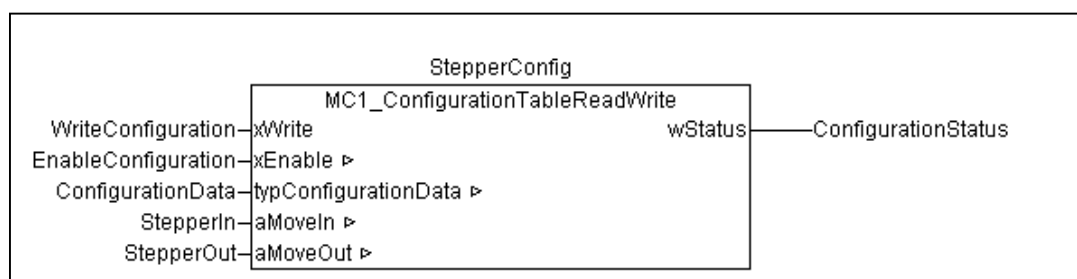 StepperConfig
MC1_ConfigurationTableReadWrite
WriteConfiguration xWrite wStatus ConfigurationStatus
EnableConfiguration xEnable ▹
ConfigurationData typConfigurationData ▹
StepperIn aMoveIn ▹
StepperOut aMoveOut ▹